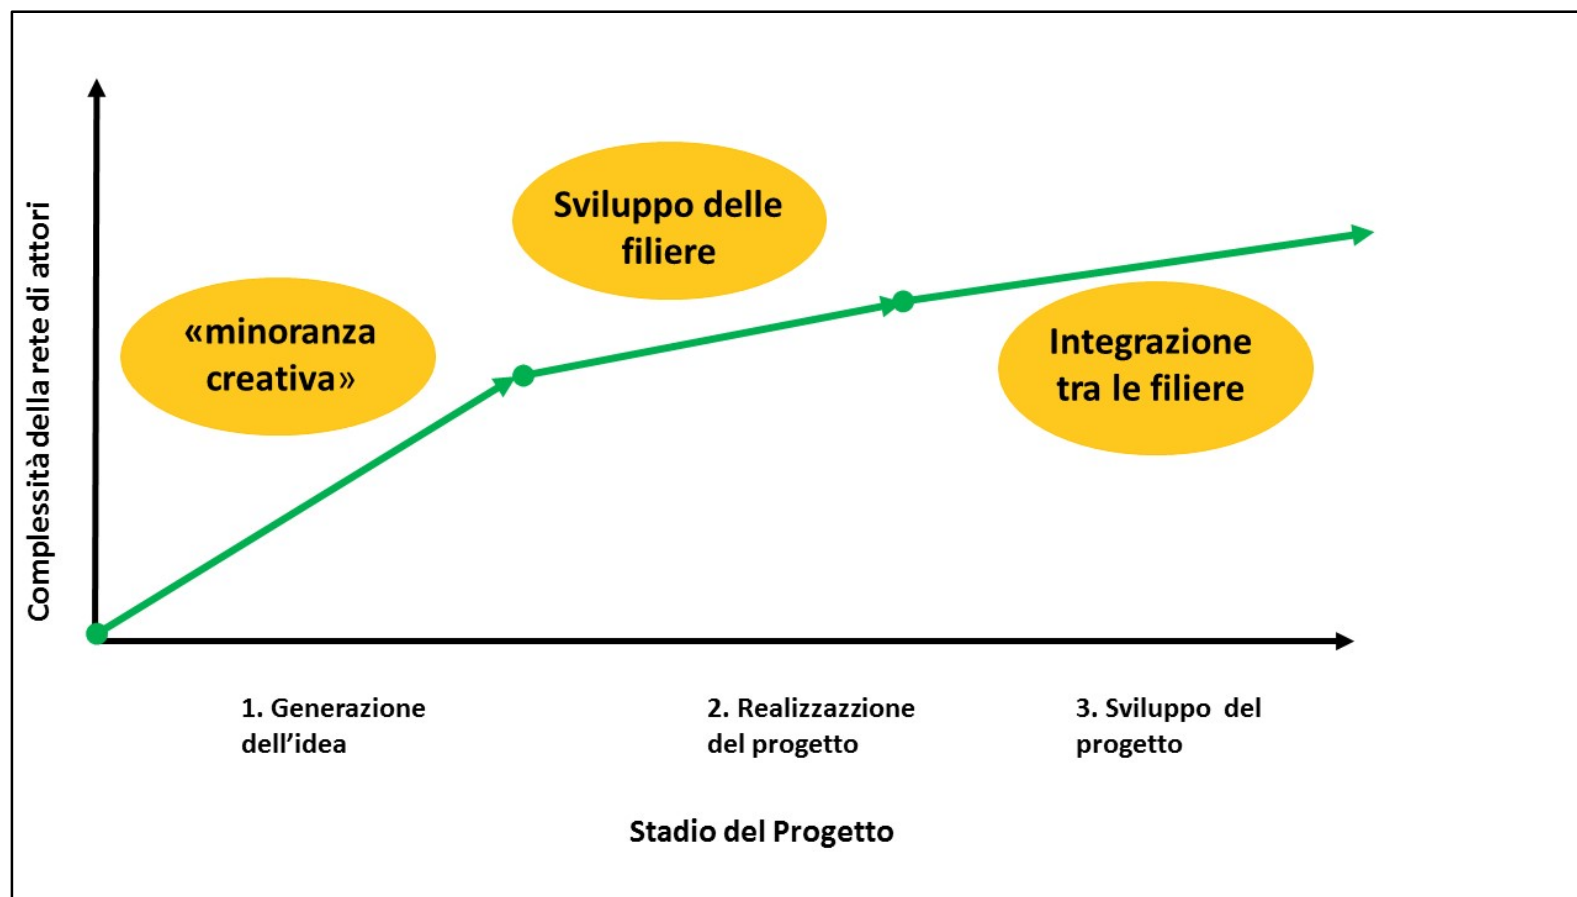 Complessità della rete di attori
«minoranza
creativa»
Sviluppo delle
filiere
Integrazione
tra le filiere
1. Generazione
dell’idea
2. Realizzazzione
del progetto
3. Sviluppo del
progetto
Stadio del Progetto